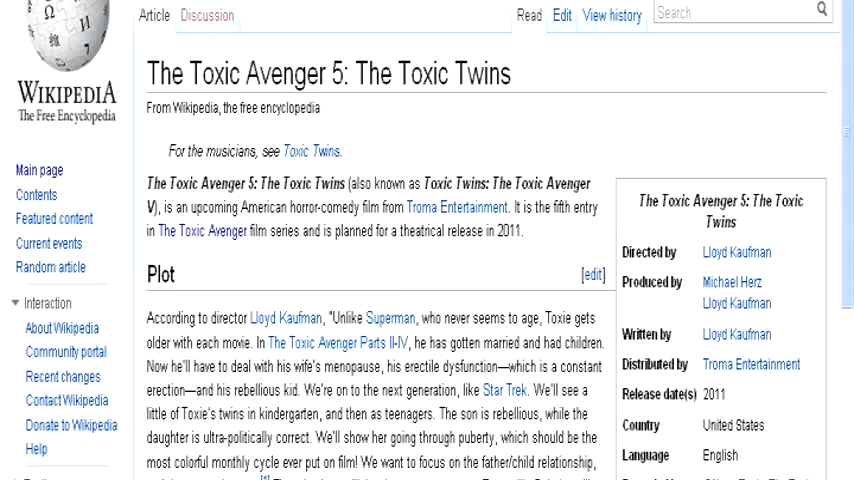 Article Discussion Read Edit View history Search
WIKIPEDIA
The Free Encyclopedia
Main page
Contents
Featured content
Current events
Random article
Interaction
About Wikipedia
Community portal
Recent changes
Contact Wikipedia
Donate to Wikipedia
Help
The Toxic Avenger 5: The Toxic Twins
From Wikipedia, the free encyclopedia
For the musicians, see Toxic Twins.
The Toxic Avenger 5: The Toxic Twins (also known as Toxic Twins: The Toxic Avenger
V), is an upcoming American horror-comedy film from Troma Entertainment. It is the fifth entry
in The Toxic Avenger film series and is planned for a theatrical release in 2011.
Plot [edit]
According to director Lloyd Kaufman, "Unlike Superman, who never seems to age, Toxie gets
older with each movie. In The Toxic Avenger Parts II-IV, he has gotten married and had children.
Now he'll have to deal with his wife's menopause, his erectile dysfunction—which is a constant
erection—and his rebellious kid. We're on to the next generation, like Star Trek. We'll see a
little of Toxie's twins in kindergarten, and then as teenagers. The son is rebellious, while the
daughter is ultra-politically correct. We'll show her going through puberty, which should be the
most colorful monthly cycle ever put on film! We want to focus on the father/child relationship,
The Toxic Avenger 5: The Toxic
Twins
Directed by Lloyd Kaufman
Produced by Michael Herz
Lloyd Kaufman
Written by Lloyd Kaufman
Distributed by Troma Entertainment
Release date(s) 2011
Country United States
Language English